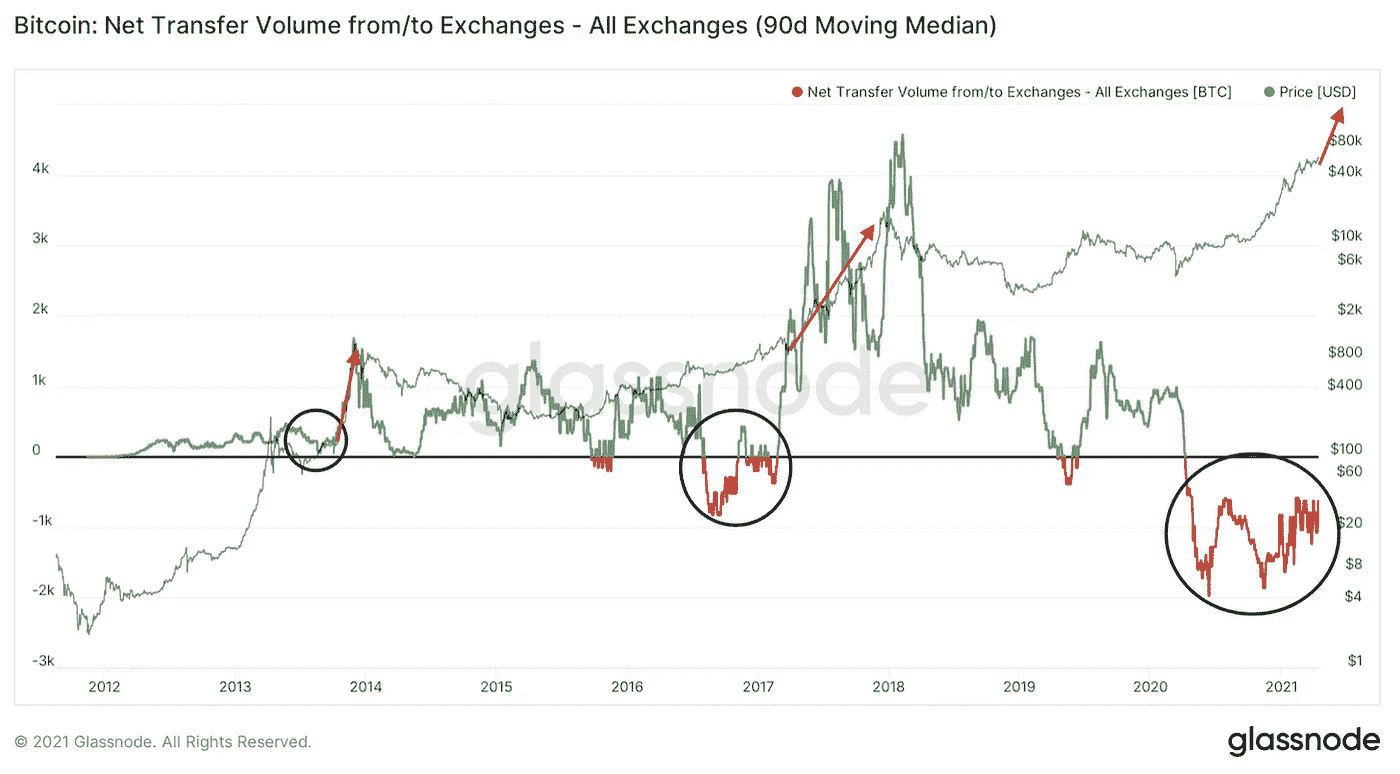 Bitcoin: Net Transfer Volume from/to Exchanges - All Exchanges (90d Moving Median)
Net Transfer Volume from/to Exchanges - All Exchanges [BTC] Price [USD]
4k
3k
2k
1k
0
-1k
-2k
-3k
$80k
$40k
$10k
$6k
$2k
$800
$400
$100
$60
$20
$8
$4
$1
glassnode
2012 2013 2014 2015 2016 2017 2018 2019 2020 2021
© 2021 Glassnode. All Rights Reserved.
glassnode